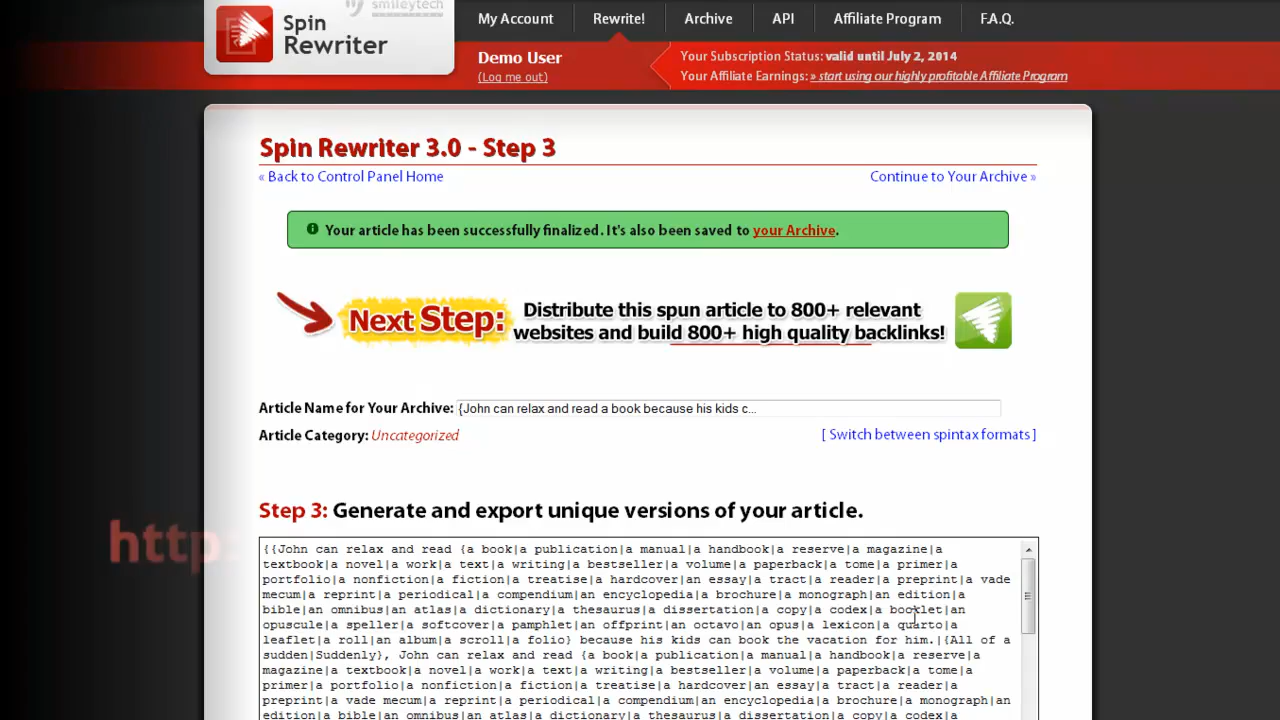 smileytech
Spin
Rewriter
My Account
Rewrite!
Archive
API
Affiliate Program
F.A.Q.
Demo User
(Log me out)
Your Subscription Status: valid until July 2, 2014
Your Affiliate Earnings: » start using our highly profitable Affiliate Program
Spin Rewriter 3.0 - Step 3
« Back to Control Panel Home
Continue to Your Archive »
Your article has been successfully finalized. It's also been saved to your Archive.
Next Step:
Distribute this spun article to 800+ relevant
websites and build 800+ high quality backlinks!
Article Name for Your Archive: {John can relax and read a book because his kids c...
Article Category: Uncategorized
[ Switch between spintax formats ]
http:
Step 3: Generate and export unique versions of your article.
{{John can relax and read {a book|a publication|a manual|a handbook|a reserve|a magazine|a
textbook|a novel|a work|a text|a writing|a bestseller|a volume|a paperback|a tome|a primer|a
portfolio|a nonfiction|a fiction|a treatise|a hardcover|an essay|a tract|a reader|a preprint|a vade
mecum|a reprint|a periodical|a compendium|an encyclopedia|a brochure|a monograph|an edition|a
bible|an omnibus|an atlas|a dictionary|a thesaurus|a dissertation|a copy|a codex|a booklet|an
opuscule|a speller|a softcover|a pamphlet|an offprint|an octavo|an opus|a lexicon|a quarto|a
leaflet|a roll|an album|a scroll|a folio} because his kids can book the vacation for him.|{All of a
sudden|Suddenly}, John can relax and read {a book|a publication|a manual|a handbook|a reserve|a
magazine|a textbook|a novel|a work|a text|a writing|a bestseller|a volume|a paperback|a tome|a
primer|a portfolio|a nonfiction|a fiction|a treatise|a hardcover|an essay|a tract|a reader|a
preprint|a vade mecum|a reprint|a periodical|a compendium|an encyclopedia|a brochure|a monograph|an
edition|a bible|an omnibus|an atlas|a dictionary|a thesaurus|a dissertation|a copy|a codex|a